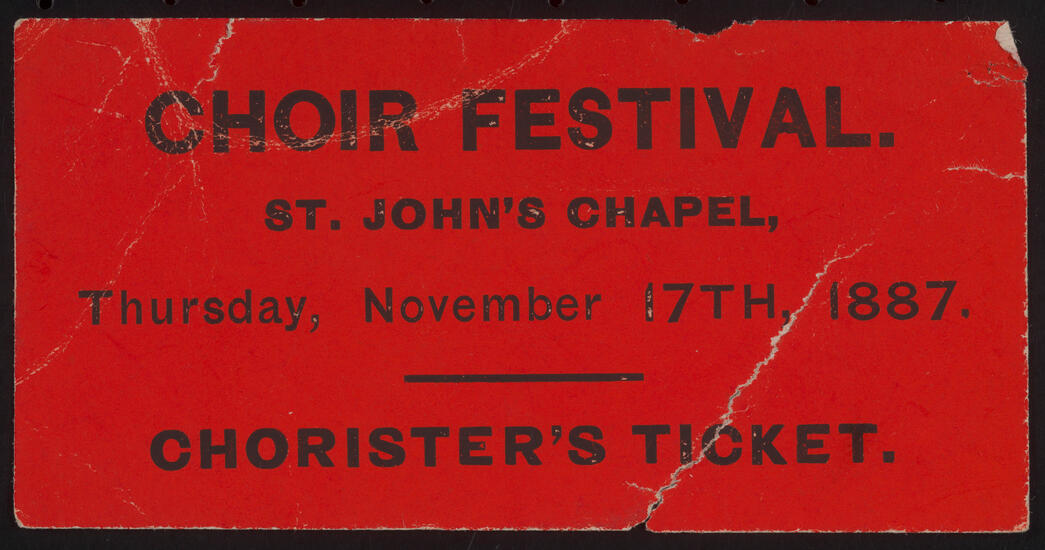 CHOIR FESTIVAL.
ST. JOHN'S CHAPEL,
Thursday, November 17TH, 1887.
CHORISTER'S TICKET.